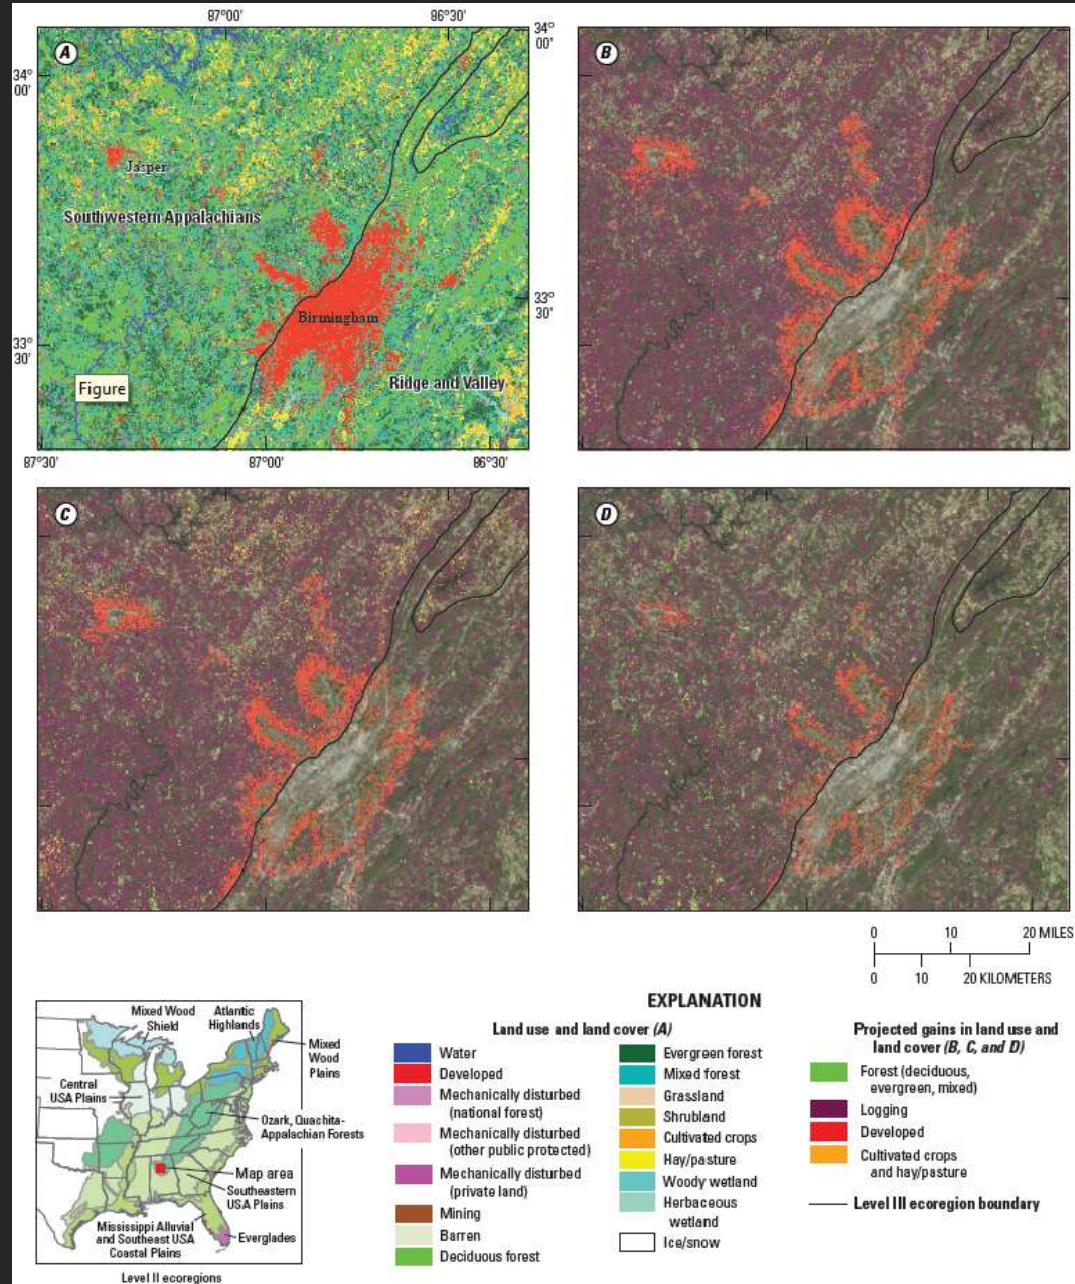 87°00'
86°30'
34°
00'
A
B
34°
00'
Jasper
Southwestern Appalachians
33°
30'
Birmingham
33°
30'
Figure
Ridge and Valley
87°30'
87°00'
86°30'
C
D
0 10 20 MILES
0 10 20 KILOMETERS
EXPLANATION
Land use and land cover (A)
Water
Developed
Mechanically disturbed
(national forest)
Mechanically disturbed
(other public protected)
Mechanically disturbed
(private land)
Mining
Barren
Deciduous forest
Evergreen forest
Mixed forest
Grassland
Shrubland
Cultivated crops
Hay/pasture
Woody wetland
Herbaceous
wetland
Ice/snow
Projected gains in land use and
land cover (B, C, and D)
Forest (deciduous,
evergreen, mixed)
Logging
Developed
Cultivated crops
and hay/pasture
Level III ecoregion boundary
Mixed Wood
Shield
Atlantic
Highlands
Mixed
Wood
Plains
Central
USA Plains
Ozark, Quachita-
Appalachian Forests
Map area
Southeastern
USA Plains
Mississippi Alluvial
and Southeast USA
Coastal Plains
Everglades
Level II ecoregions